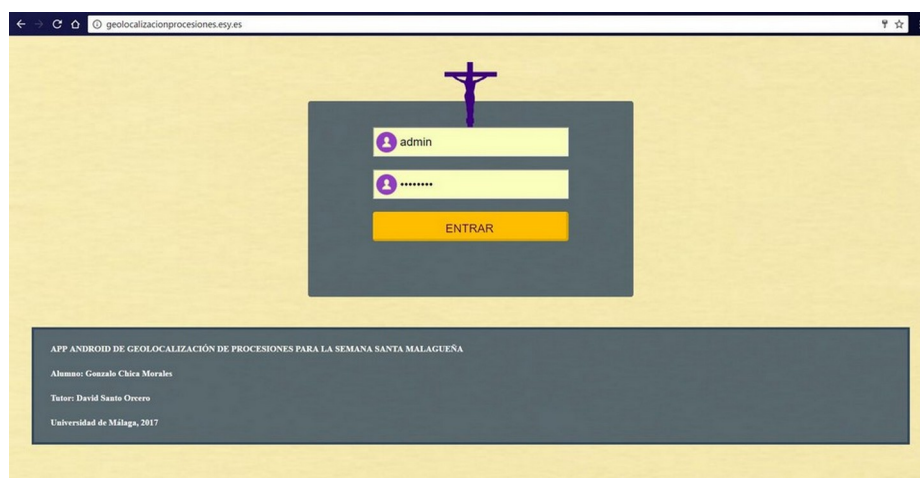 geolocalizacionprocesiones.esy.es
admin
••••••••
ENTRAR
APP ANDROID DE GEOLOCALIZACIÓN DE PROCESIONES PARA LA SEMANA SANTA MALAGUEÑA
Alumno: Gonzalo Chica Morales
Tutor: David Santo Orcero
Universidad de Málaga, 2017